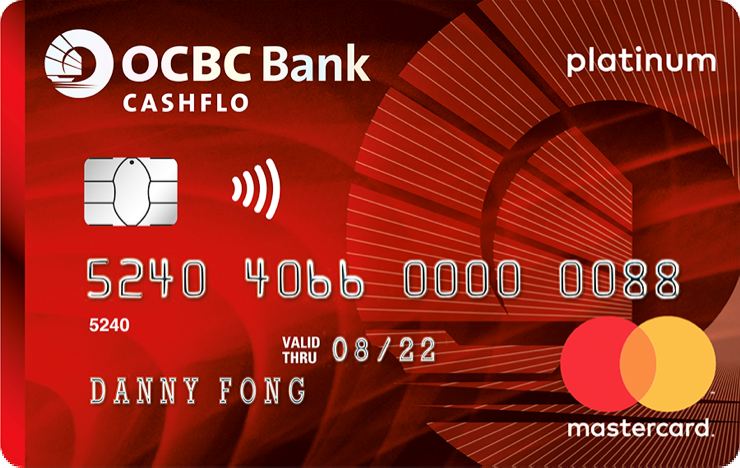 OCBC Bank
CASHFLO
platinum
5240 4066 0000 0088
5240
VALID THRU 08/22
DANNY FONG
mastercard.